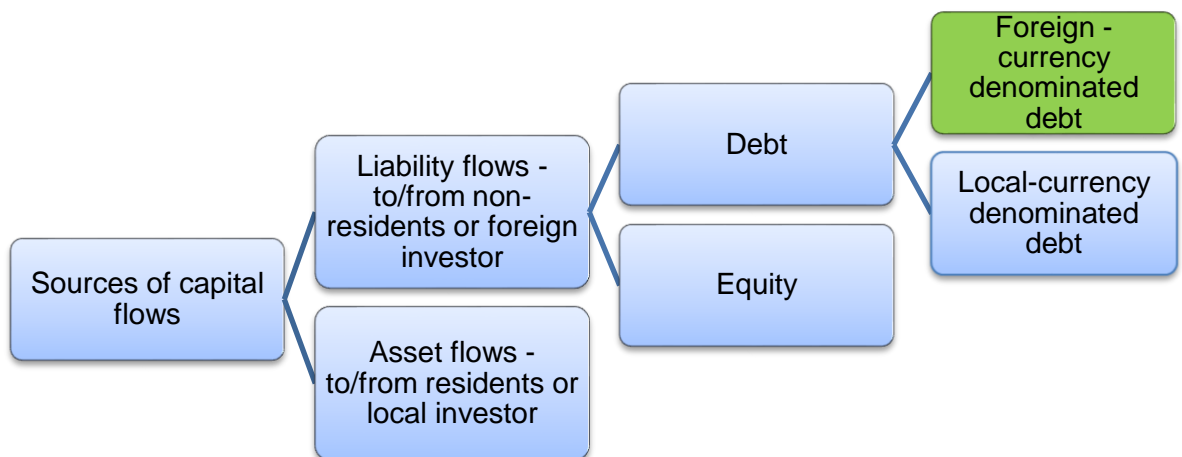 Sources of capital
flows
Liability flows -
to/from non-
residents or foreign
investor
Asset flows -
to/from residents or
local investor
Debt
Equity
Foreign -
currency
denominated
debt
Local-currency
denominated
debt